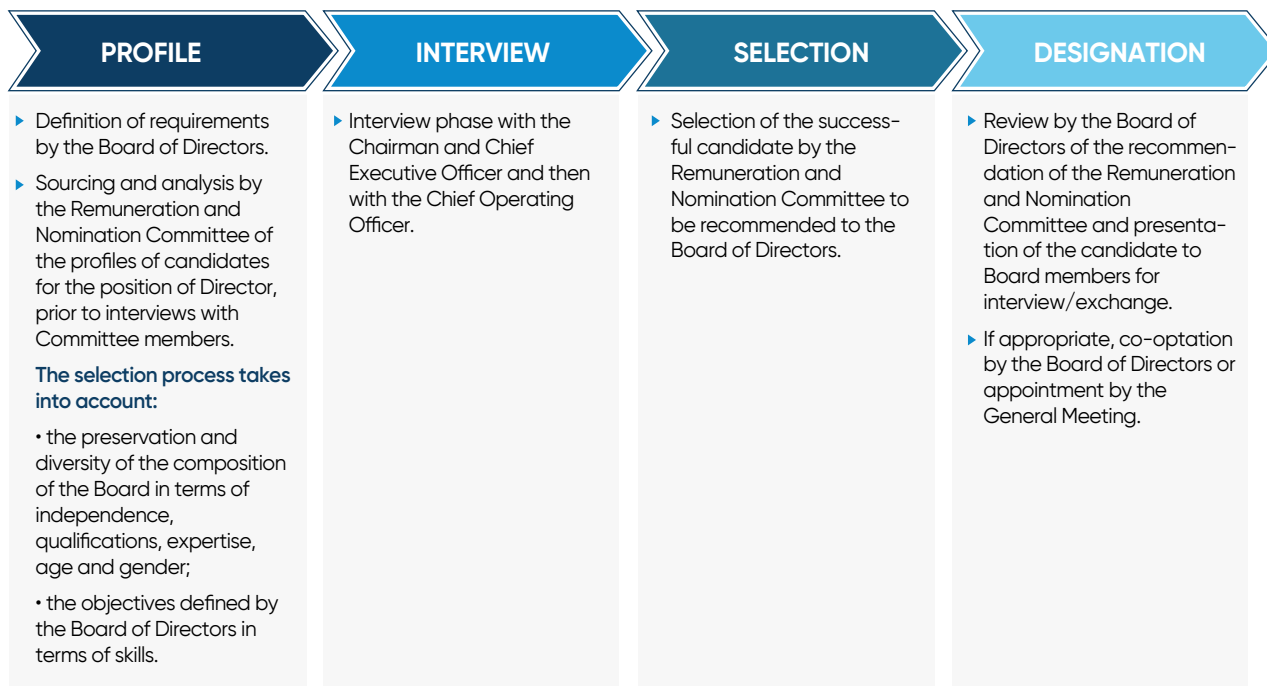 PROFILE
Definition of requirements
by the Board of Directors.
Sourcing and analysis by
the Remuneration and
Nomination Committee of
the profiles of candidates
for the position of Director,
prior to interviews with
Committee members.
The selection process takes
into account:
• the preservation and
diversity of the composition
of the Board in terms of
independence,
qualifications, expertise,
age and gender;
• the objectives defined by
the Board of Directors in
terms of skills.
INTERVIEW
Interview phase with the
Chairman and Chief
Executive Officer and then
with the Chief Operating
Officer.
SELECTION
Selection of the success-
ful candidate by the
Remuneration and
Nomination Committee to
be recommended to the
Board of Directors.
DESIGNATION
Review by the Board of
Directors of the recommen-
dation of the Remuneration
and Nomination
Committee and presenta-
tion of the candidate to
Board members for
interview/exchange.
If appropriate, co-optation
by the Board of Directors or
appointment by the
General Meeting.